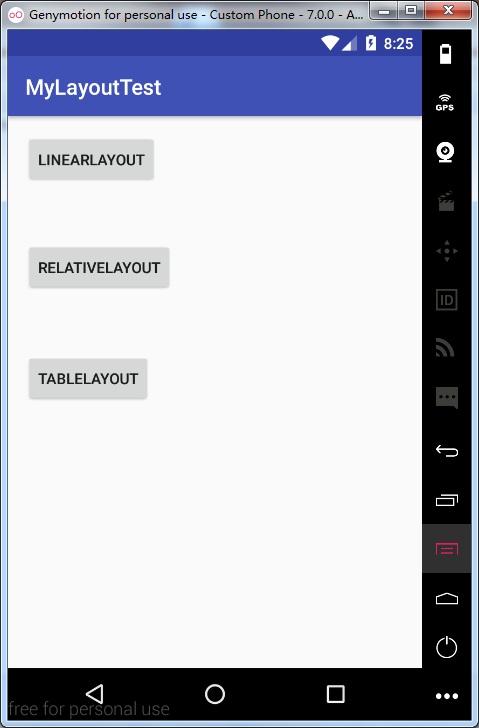 Genymotion for personal use - Custom Phone - 7.0.0 - A...
8:25
MyLayoutTest
GPS
LINEARLAYOUT
RELATIVELAYOUT
ID
TABLELAYOUT
free for personal use